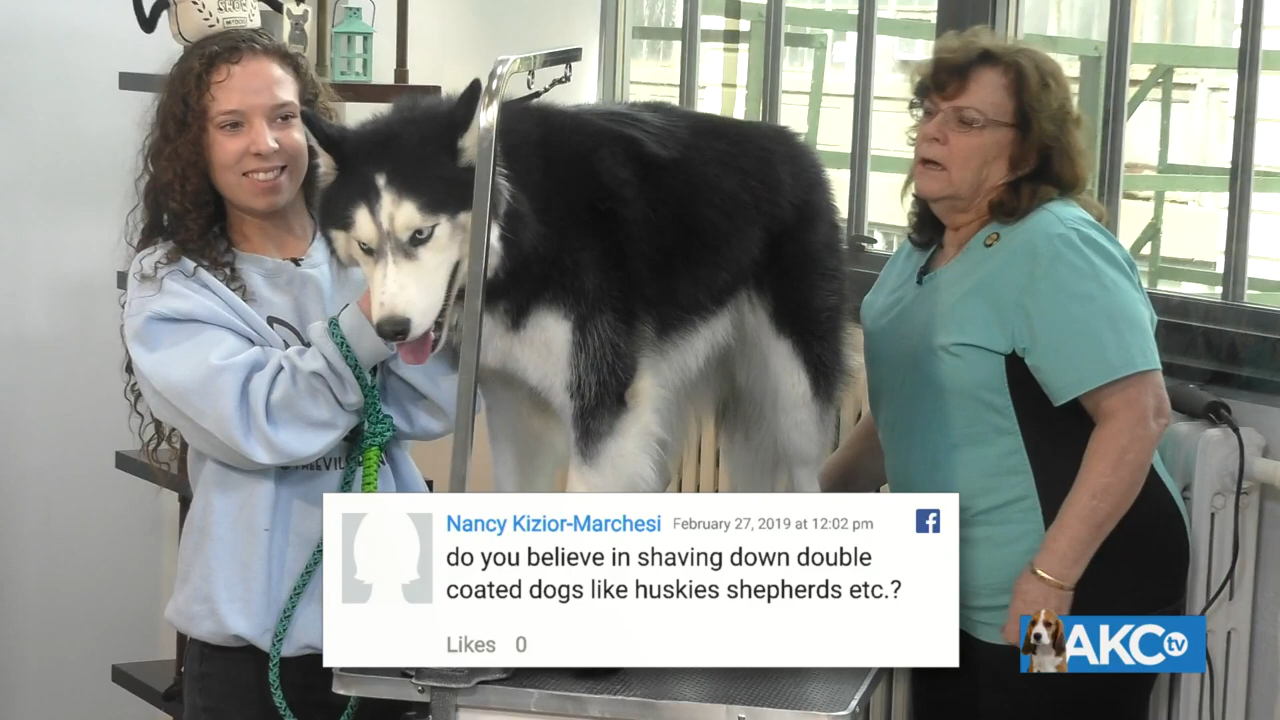 SHOW
Nancy Kizior-Marchesi February 27, 2019 at 12:02 pm
do you believe in shaving down double
coated dogs like huskies shepherds etc.?
Likes 0
AKC tv